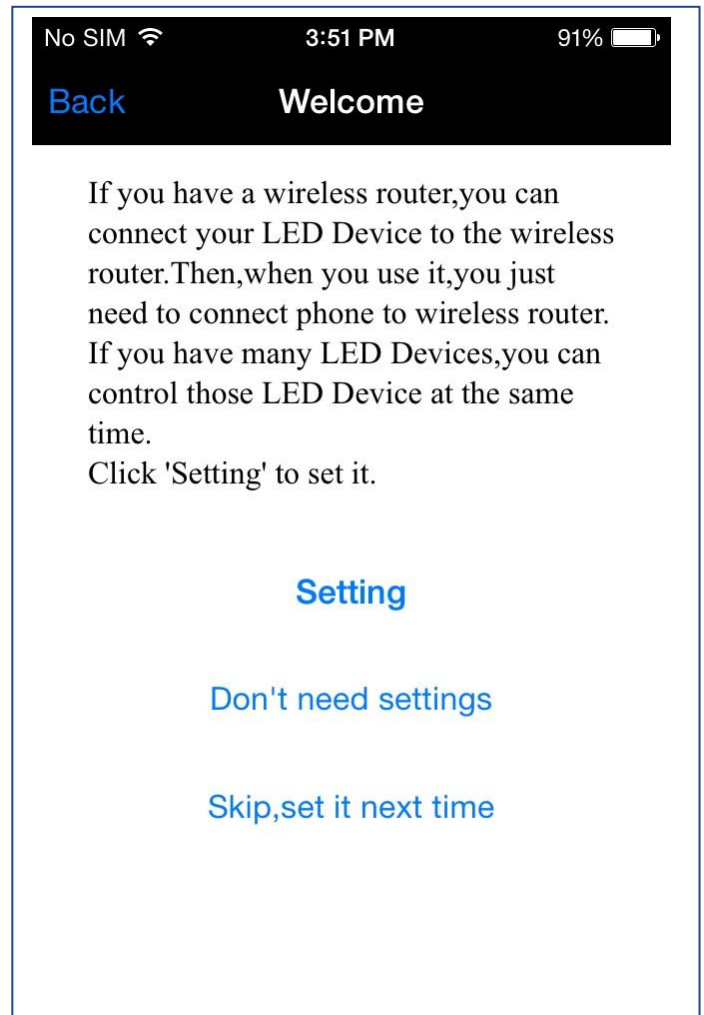 No SIM 3:51 PM 91%
Back Welcome
If you have a wireless router,you can
connect your LED Device to the wireless
router.Then,when you use it,you just
need to connect phone to wireless router.
If you have many LED Devices,you can
control those LED Device at the same
time.
Click 'Setting' to set it.
Setting
Don't need settings
Skip,set it next time